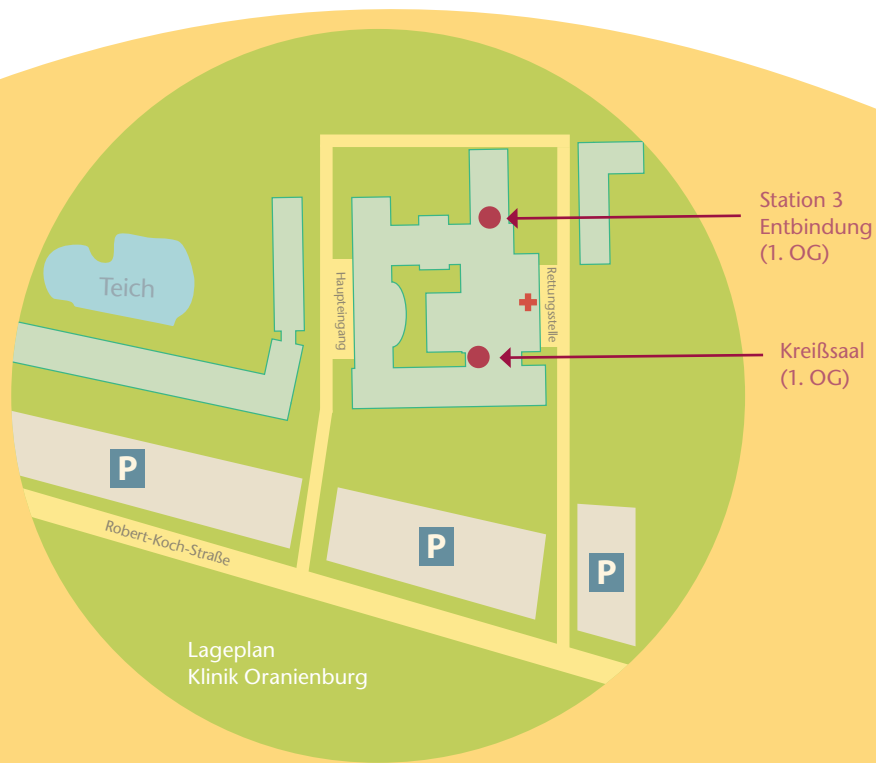 Station 3
Entbindung
(1. OG)
Teich
Haupteingang
Rettungsstelle
Kreißsaal
(1. OG)
P
P
P
Robert-Koch-Straße
Lageplan
Klinik Oranienburg